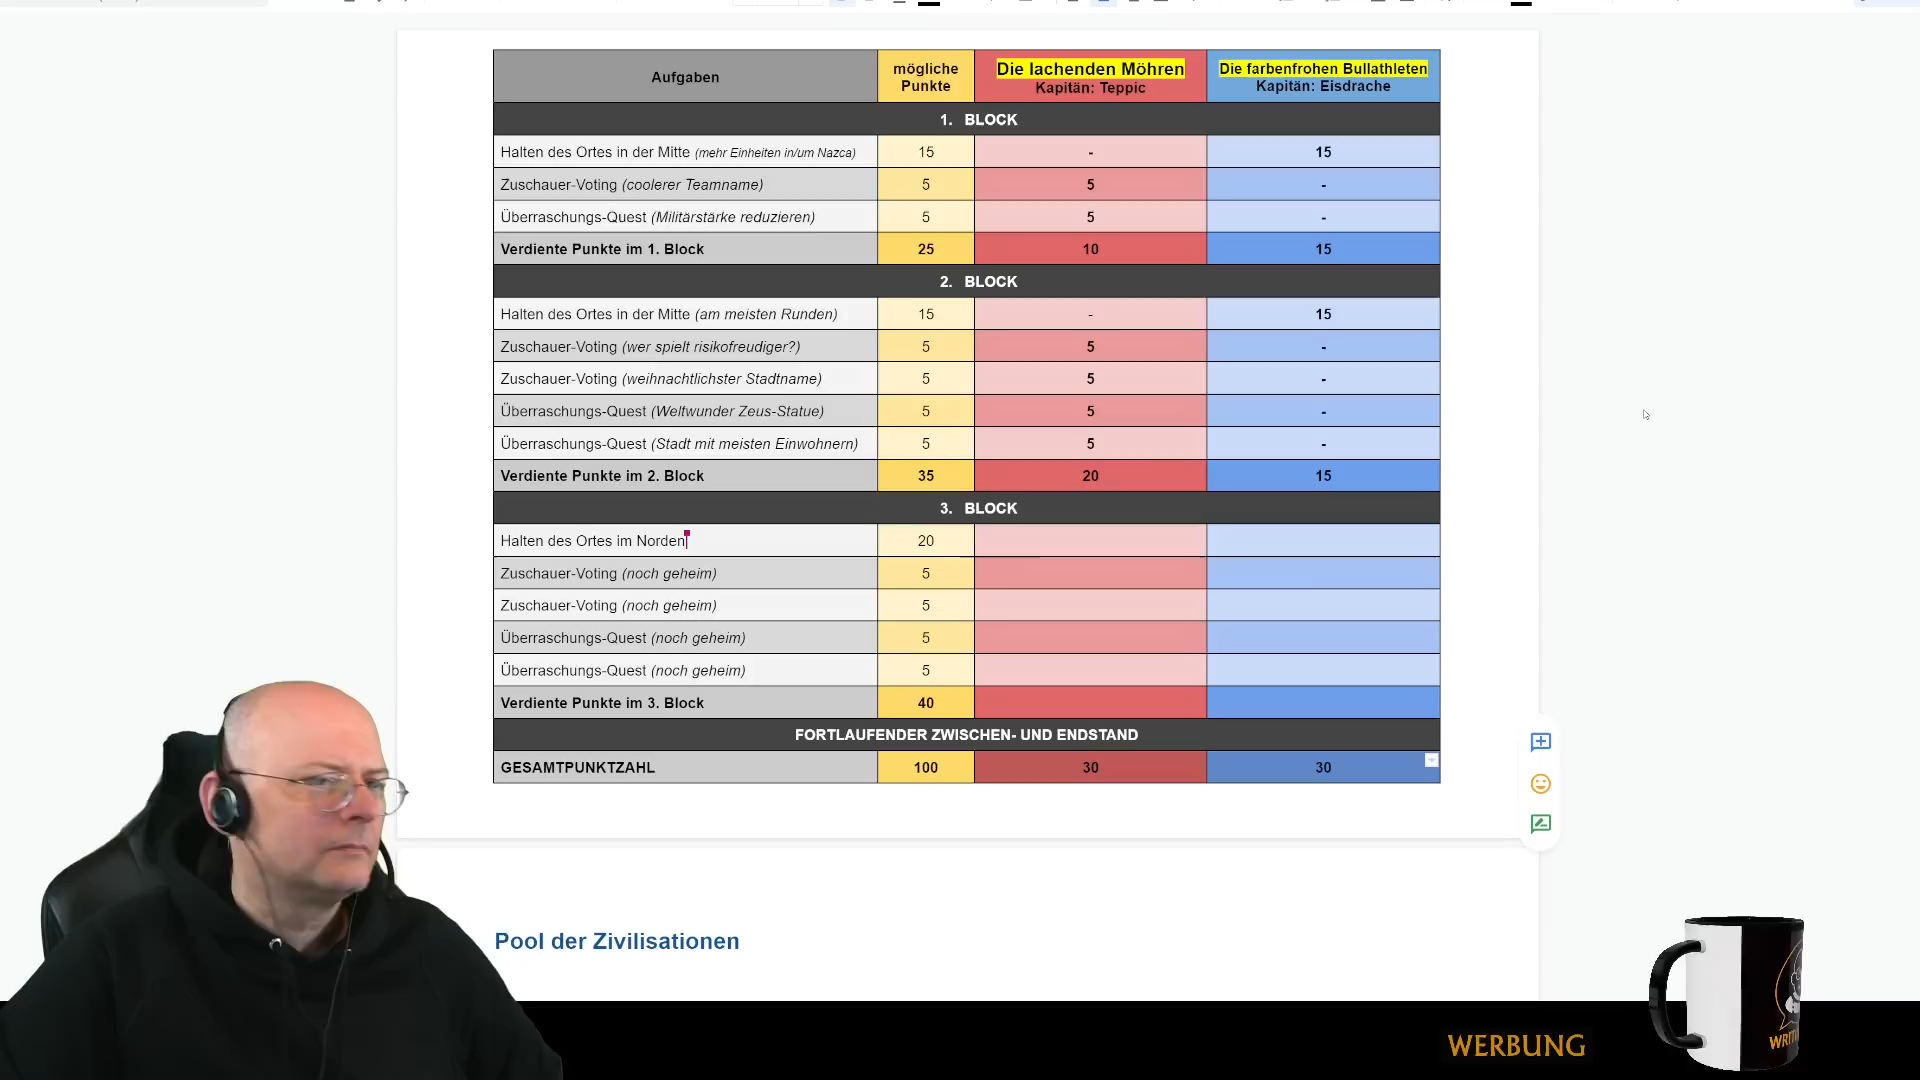 Aufgaben
mögliche Punkte
Die lachenden Möhren
Kapitän: Teppic
Die farbenfrohen Bullathleten
Kapitän: Eisdrache
1. BLOCK
Halten des Ortes in der Mitte (mehr Einheiten in/um Nazca) 15 - 15
Zuschauer-Voting (coolerer Teamname) 5 5 -
Überraschungs-Quest (Militärstärke reduzieren) 5 5 -
Verdiente Punkte im 1. Block 25 10 15
2. BLOCK
Halten des Ortes in der Mitte (am meisten Runden) 15 - 15
Zuschauer-Voting (wer spielt risikofreudiger?) 5 5 -
Zuschauer-Voting (weihnachtlichster Stadtname) 5 5 -
Überraschungs-Quest (Weltwunder Zeus-Statue) 5 5 -
Überraschungs-Quest (Stadt mit meisten Einwohnern) 5 5 -
Verdiente Punkte im 2. Block 35 20 15
3. BLOCK
Halten des Ortes im Norden 20
Zuschauer-Voting (noch geheim) 5
Zuschauer-Voting (noch geheim) 5
Überraschungs-Quest (noch geheim) 5
Überraschungs-Quest (noch geheim) 5
Verdiente Punkte im 3. Block 40
FORTLAUFENDER ZWISCHEN- UND ENDSTAND
GESAMTPUNKTZAHL 100 30 30
Pool der Zivilisationen
WERBUNG